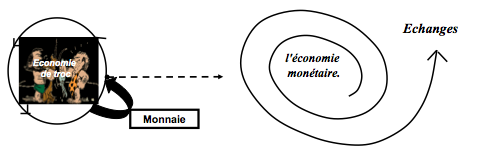 Economie
de troc
Monnaie
l'économie
monétaire.
Echanges